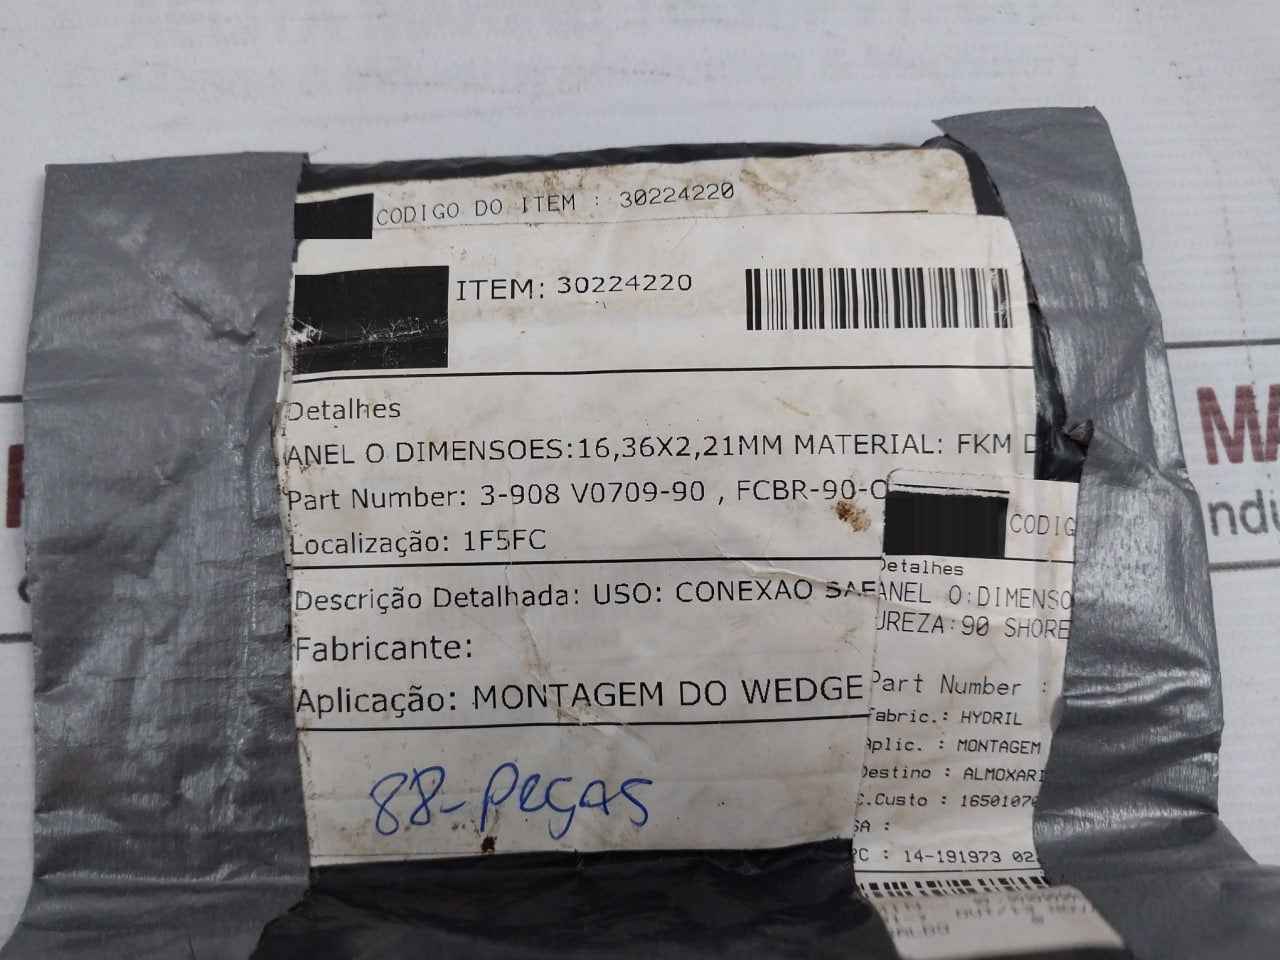 CODIGO DO ITEM : 30224220
ITEM: 30224220
Detalhes
ANEL O DIMENSOES:16,36X2,21MM MATERIAL: FKM D
Part Number: 3-908 V0709-90 , FCBR-90-
Localização: 1F5FC
Descrição Detalhada: USO: CONEXAO SAE
Fabricante:
Aplicação: MONTAGEM DO WEDGE
88-peças
CODIG
Detalhes
ANEL O:DIMENSO
UREZA:90 SHORE
Part Number :
Fabric.: HYDRIL
Aplic. : MONTAGEM
Destino : ALMOXARI
C.Custo : 1650107
SA :
PC : 14-191973 02
MA
ndi